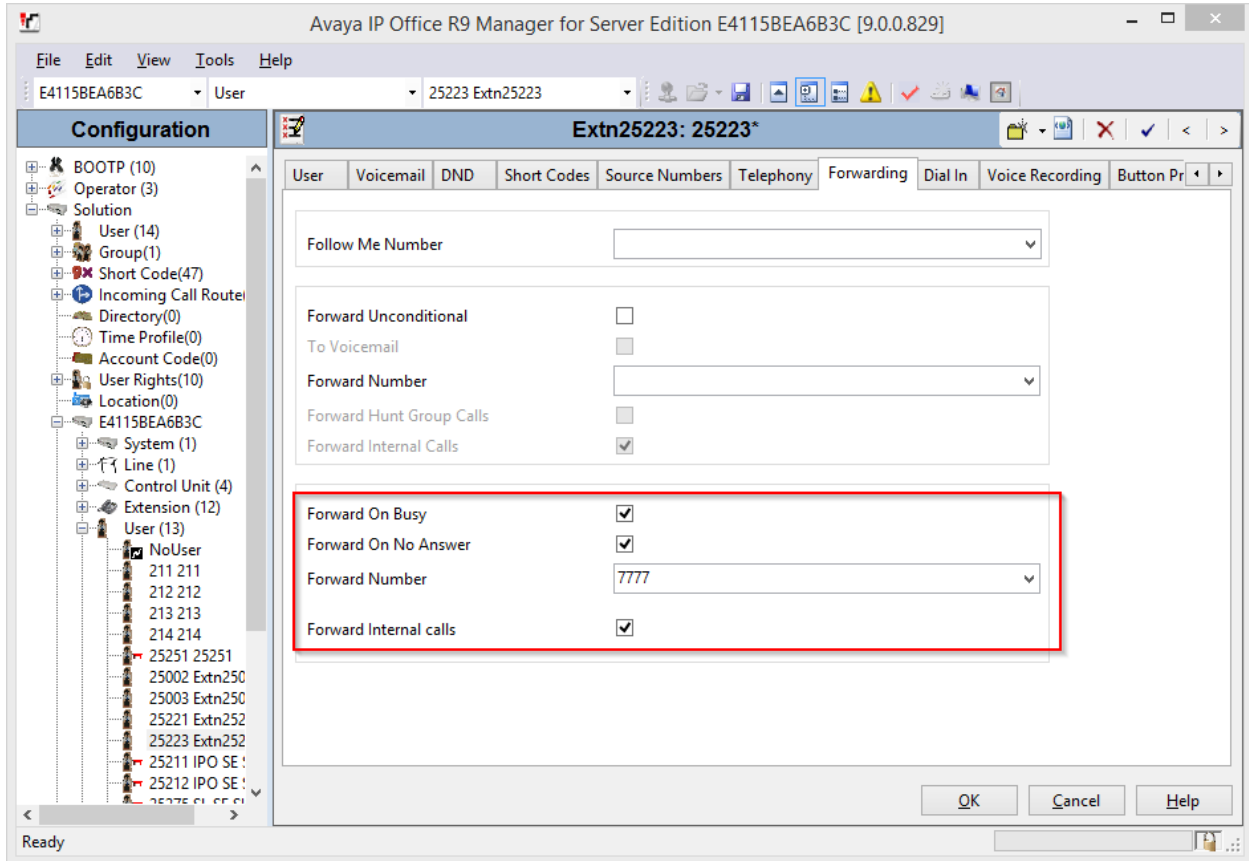 Avaya IP Office R9 Manager for Server Edition E4115BEA6B3C [9.0.0.829]
File Edit View Tools Help
E4115BEA6B3C User 25223 Extn25223
Configuration
Extn25223: 25223*
BOOTP (10)
Operator (3)
Solution
User (14)
Group(1)
Short Code(47)
Incoming Call Route
Directory(0)
Time Profile(0)
Account Code(0)
User Rights(10)
Location(0)
E4115BEA6B3C
System (1)
Line (1)
Control Unit (4)
Extension (12)
User (13)
NoUser
211 211
212 212
213 213
214 214
25251 25251
25002 Extn250
25003 Extn250
25221 Extn252
25223 Extn252
25211 IPO SE
25212 IPO SE
User Voicemail DND Short Codes Source Numbers Telephony Forwarding Dial In Voice Recording Button Pr
Follow Me Number
Forward Unconditional
To Voicemail
Forward Number
Forward Hunt Group Calls
Forward Internal Calls
Forward On Busy
Forward On No Answer
Forward Number 7777
Forward Internal calls
OK Cancel Help
Ready